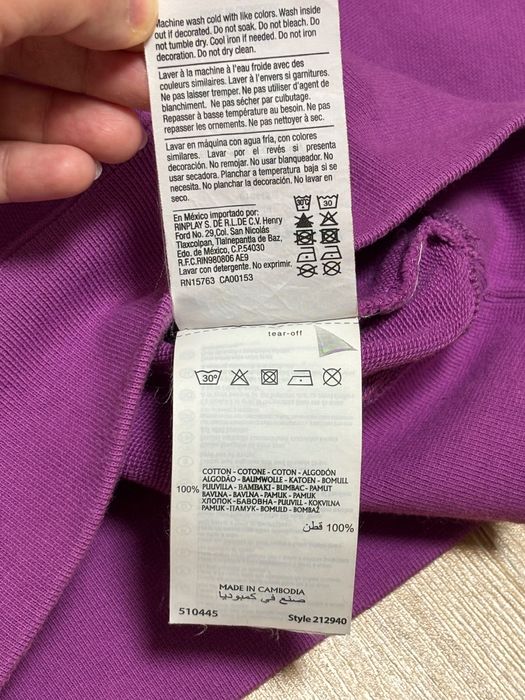 Machine wash cold with like colors. Wash inside
out if decorated. Do not soak. Do not bleach. Do
not tumble dry. Cool iron if needed. Do not iron
decoration. Do not dry clean.
Laver à la machine à l'eau froide avec des
couleurs similaires. Laver à l'envers si garnitures.
Ne pas laisser tremper. Ne pas utiliser d'agent de
blanchiment. Ne pas sécher par culbutage.
Repasser à basse température au besoin. Ne pas
repasser les ornements. Ne pas nettoyer à sec.
Lavar en máquina con agua fría, con colores
similares. Lavar por el revés si presenta
decoración. No remojar. No usar blanqueador. No
usar secadora. Planchar a temperatura baja si se
necesita. No planchar la decoración. No lavar en
seco.
En México importado por:
RINPLAY S. DE R.L.DE C.V. Henry
Ford No. 29,Col. San Nicolás
Tlaxcolpan, Tlalnepantla de Baz,
Edo. de México, C.P.54030
R.F.C.RIN980806 AE9
Lavar con detergente. No exprimir.
RN15763 CA00153
30
tear-off
30°
COTTON - COTONE - COTON - ALGODÓN
ALGODÃO - BAUMWOLLE - KATOEN - BOMULL
PUUVILLA - BAMBAKI - BUMBAC - PAMUT
100% BAVLNA - BAVLNA - PAMUK - PAMUK
ХЛОПОК - БАВОВНА - PUUVILL - KOKVILNA
PAMUK - ПАМУК - BOMULD - BOMBAŽ
100% قطن
MADE IN CAMBODIA
صنع في كمبوديا
510445 Style 212940